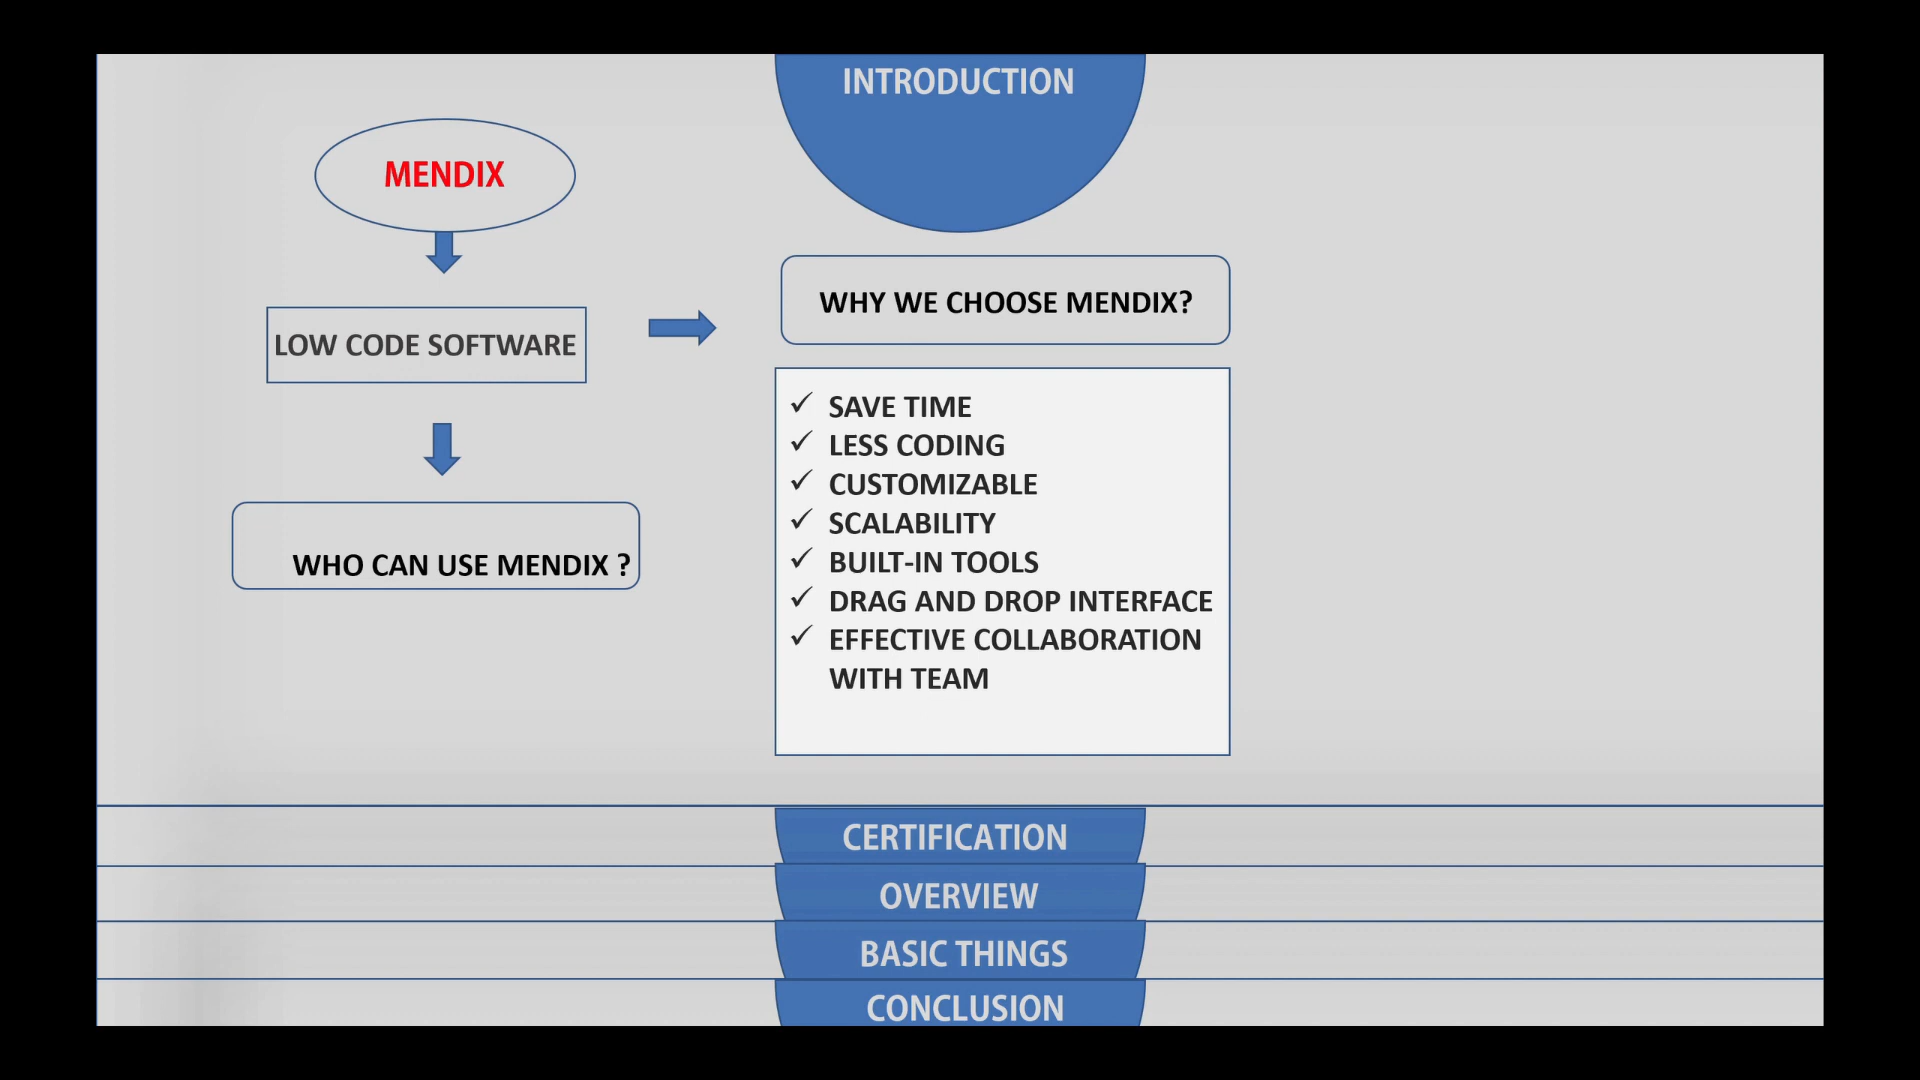 INTRODUCTION
MENDIX
LOW CODE SOFTWARE
WHO CAN USE MENDIX ?
WHY WE CHOOSE MENDIX?
✓ SAVE TIME
✓ LESS CODING
✓ CUSTOMIZABLE
✓ SCALABILITY
✓ BUILT-IN TOOLS
✓ DRAG AND DROP INTERFACE
✓ EFFECTIVE COLLABORATION
WITH TEAM
CERTIFICATION
OVERVIEW
BASIC THINGS
CONCLUSION